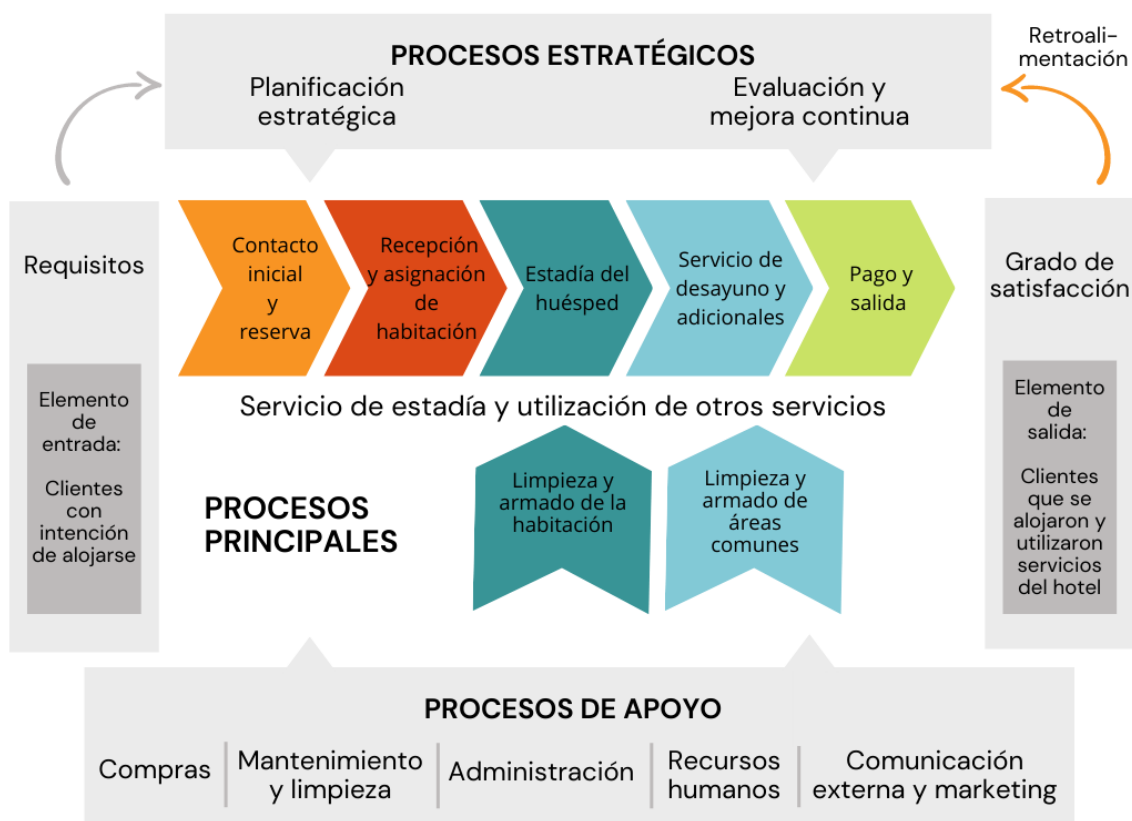 PROCESOS ESTRATÉGICOS
Planificación
estratégica
Evaluación y
mejora continua
Retroali-
mentación
Requisitos
Elemento
de
entrada:
Clientes
con
intención
de alojarse
Contacto
inicial
y
reserva
Recepción
y asignación
de
habitación
Estadía del
huésped
Servicio de
desayuno y
adicionales
Pago y
salida
Servicio de estadía y utilización de otros servicios
PROCESOS
PRINCIPALES
Limpieza y
armado de la
habitación
Limpieza y
armado de
áreas
comunes
Grado de
satisfacción
Elemento
de
salida:
Clientes
que se
alojaron y
utilizaron
servicios
del hotel
PROCESOS DE APOYO
Compras
Mantenimiento
y limpieza
Administración
Recursos
humanos
Comunicación
externa y marketing